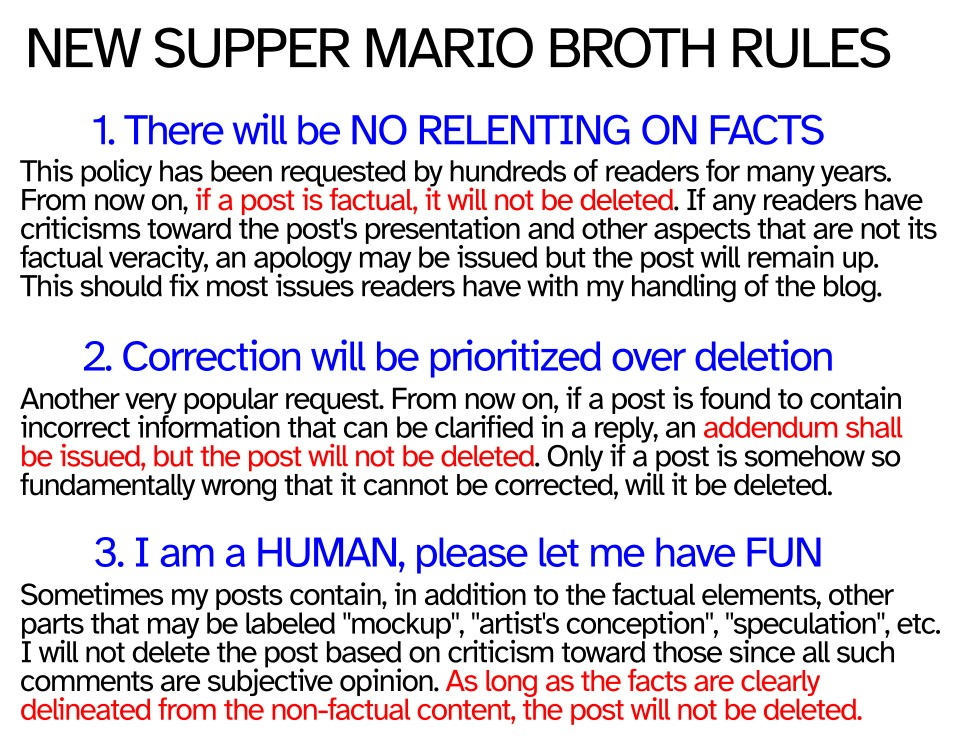 NEW SUPPER MARIO BROTH RULES
1. There will be NO RELENTING ON FACTS
This policy has been requested by hundreds of readers for many years.
From now on, if a post is factual, it will not be deleted. If any readers have
criticisms toward the post's presentation and other aspects that are not its
factual veracity, an apology may be issued but the post will remain up.
This should fix most issues readers have with my handling of the blog.
2. Correction will be prioritized over deletion
Another very popular request. From now on, if a post is found to contain
incorrect information that can be clarified in a reply, an addendum shall
be issued, but the post will not be deleted. Only if a post is somehow so
fundamentally wrong that it cannot be corrected, will it be deleted.
3. I am a HUMAN, please let me have FUN
Sometimes my posts contain, in addition to the factual elements, other
parts that may be labeled "mockup", "artist's conception", "speculation", etc.
I will not delete the post based on criticism toward those since all such
comments are subjective opinion. As long as the facts are clearly
delineated from the non-factual content, the post will not be deleted.